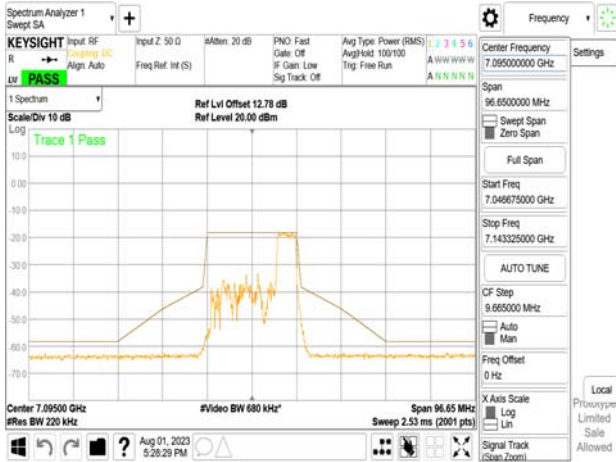 Spectrum Analyzer 1
Swept SA
Frequency
KEYSIGHT
Input: RF
Coupling: DC
Align: Auto
Input Z: 50 Ω
Freq Ref: Int (S)
#Atten: 20 dB
PNO: Fast
Gate: Off
IF Gain: Low
Sig Track: Off
Avg Type: Power (RMS)
Avg|Hold: 100/100
Trig: Free Run
1 2 3 4 5 6
A W W W W W
A N N N N N
R
LVI PASS
1 Spectrum
Scale/Div 10 dB
Ref Lvl Offset 12.78 dB
Ref Level 20.00 dBm
Log
Trace 1 Pass
10.0
0.00
-10.0
-20.0
-30.0
-40.0
-50.0
-60.0
-70.0
Center 7.09500 GHz
#Res BW 220 kHz
#Video BW 680 kHz*
Span 96.65 MHz
Sweep 2.53 ms (2001 pts)
Aug 01, 2023
5:28:29 PM
Center Frequency
7.095000000 GHz
Settings
Span
96.6500000 MHz
Swept Span
Zero Span
Full Span
Start Freq
7.046675000 GHz
Stop Freq
7.143325000 GHz
AUTO TUNE
CF Step
9.665000 MHz
Auto
Man
Freq Offset
0 Hz
X Axis Scale
Log
Lin
Signal Track
(Span Zoom)
Local
Prototype
Limited
Sale
Allowed